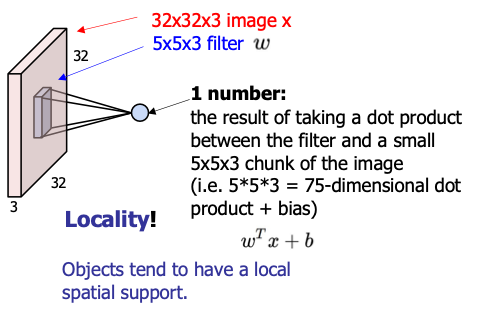 32x32x3 image x
5x5x3 filter w
32
1 number:
the result of taking a dot product
between the filter and a small
5x5x3 chunk of the image
(i.e. 5*5*3 = 75-dimensional dot
product + bias)
32
3
Locality!
w^T x + b
Objects tend to have a local
spatial support.